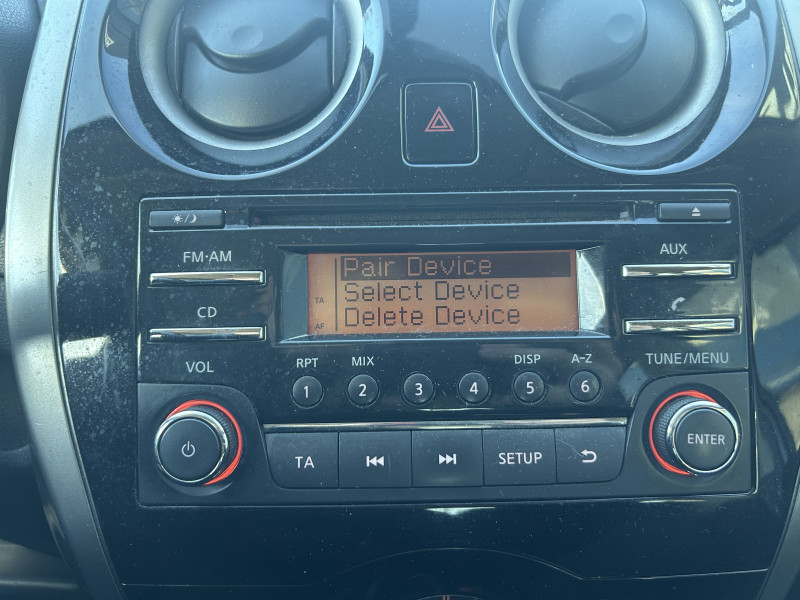 FM·AM
AUX
Pair Device
TA
Select Device
CD
AF
Delete Device
VOL
RPT
MIX
DISP
A-Z
TUNE/MENU
1
2
3
4
5
6
TA
SETUP
ENTER